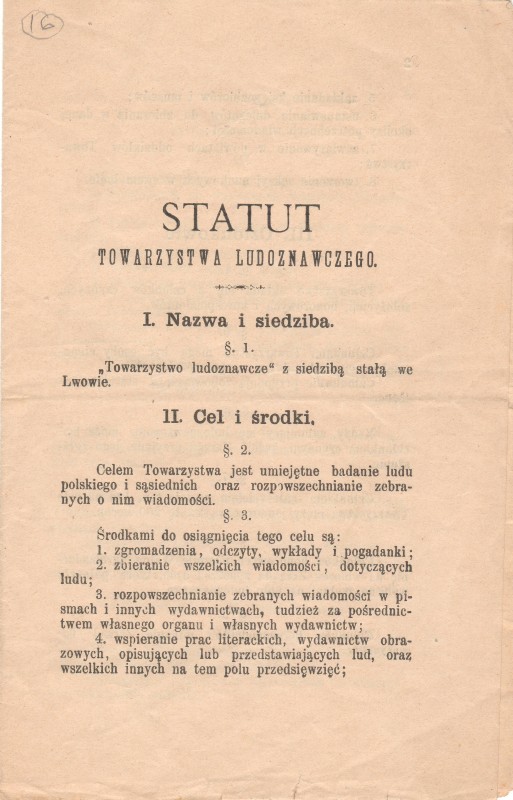 16
STATUT
TOWARZYSTWA LUDOZNAWCZEGO.
I. Nazwa i siedziba.
§. 1.
„Towarzystwo ludoznawcze“ z siedzibą stałą we
Lwowie.
II. Cel i środki.
§. 2.
Celem Towarzystwa jest umiejętne badanie ludu
polskiego i sąsiednich oraz rozpowszechnianie zebra-
nych o nim wiadomości.
§. 3.
Środkami do osiągnięcia tego celu są:
1. zgromadzenia, odczyty, wykłady i pogadanki;
2. zbieranie wszelkich wiadomości, dotyczących
ludu;
3. rozpowszechnianie zebranych wiadomości w pi-
smach i innych wydawnictwach, tudzież za pośrednic-
twem własnego organu i własnych wydawnictw;
4. wspieranie prac literackich, wydawnictw obra-
zowych, opisujących lub przedstawiających lud, oraz
wszelkich innych na tem polu przedsięwzięć;